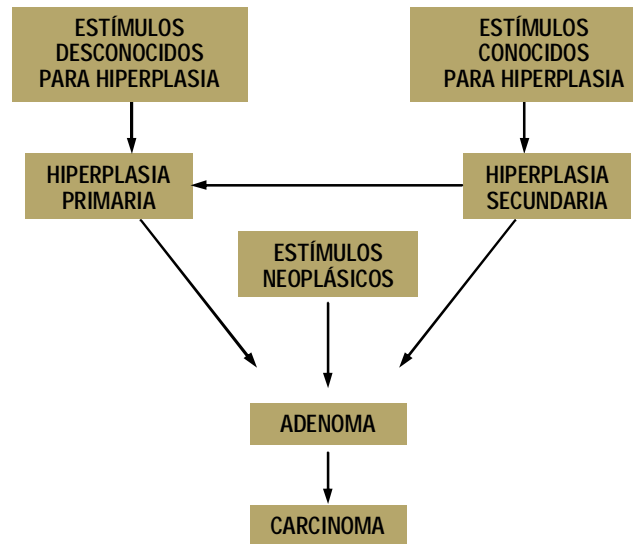 ESTÍMULOS
DESCONOCIDOS
PARA HIPERPLASIA
ESTÍMULOS
CONOCIDOS
PARA HIPERPLASIA
HIPERPLASIA
PRIMARIA
HIPERPLASIA
SECUNDARIA
ESTÍMULOS
NEOPLÁSICOS
ADENOMA
CARCINOMA